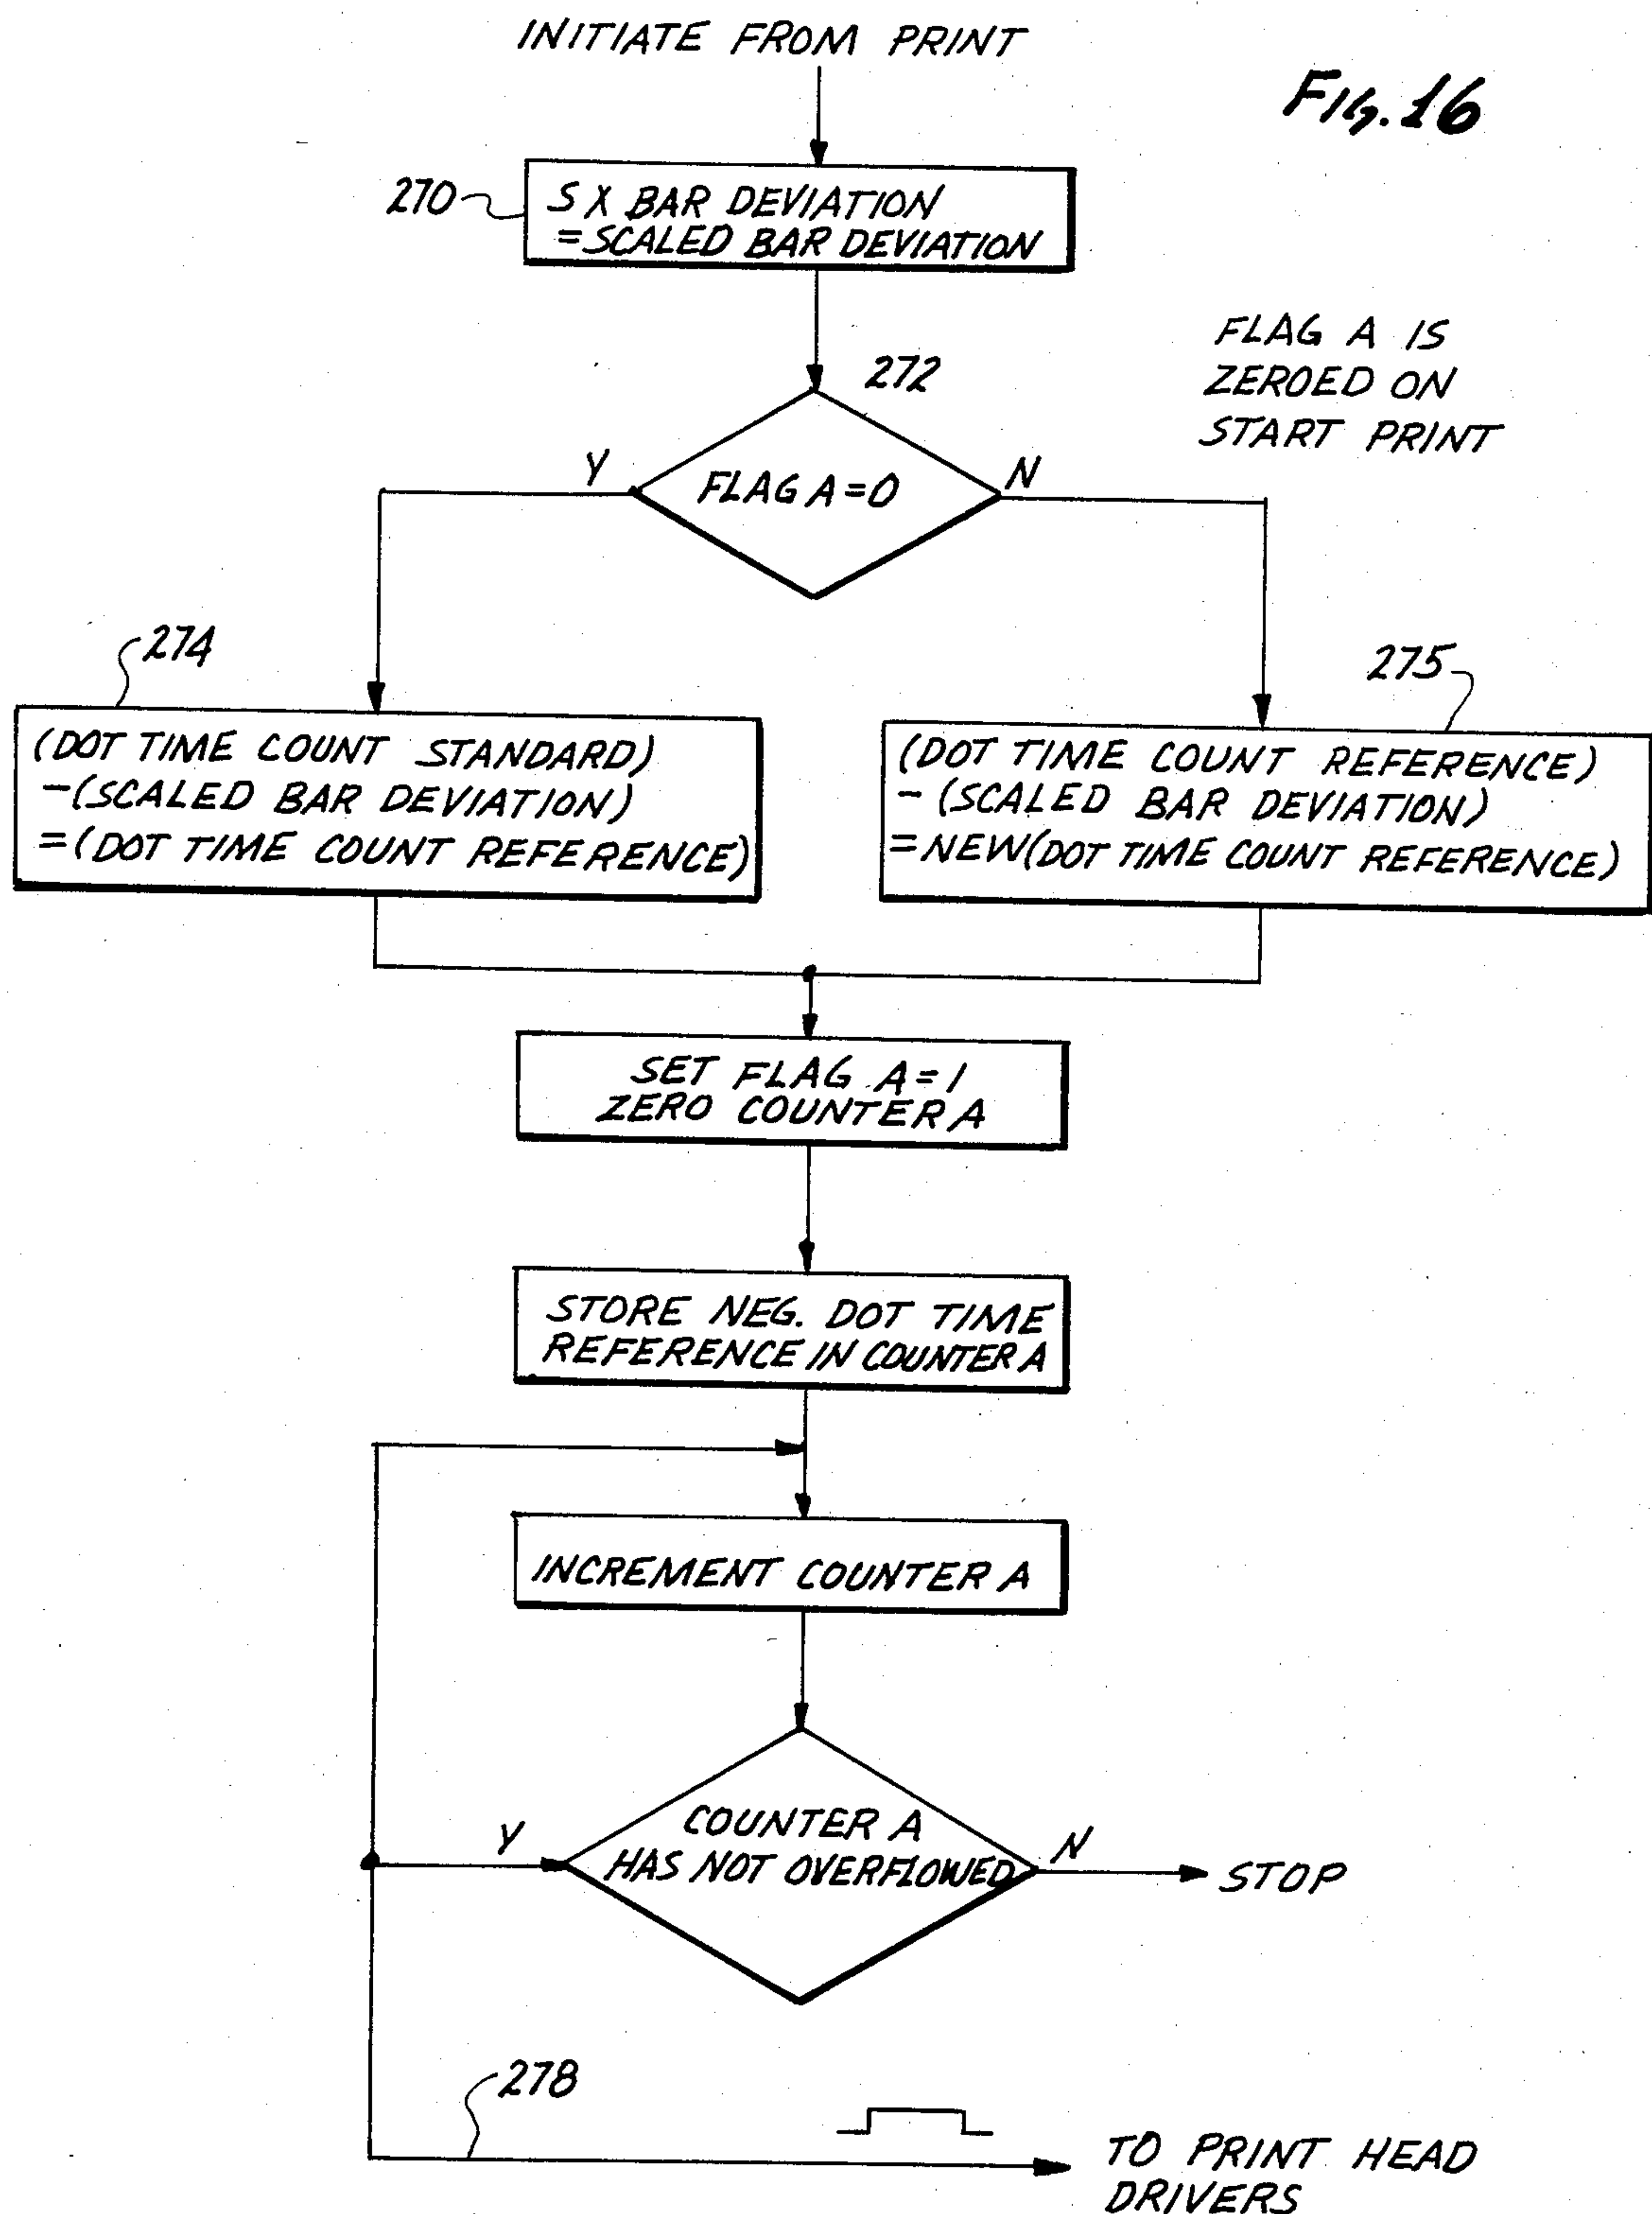 INITIATE FROM PRINT
FIG. 16
270
S X BAR DEVIATION
=SCALED BAR DEVIATION
272
FLAG A IS
ZEROED ON
START PRINT
Y
FLAG A=0
N
274
275
(DOT TIME COUNT STANDARD)
-(SCALED BAR DEVIATION)
=(DOT TIME COUNT REFERENCE)
(DOT TIME COUNT REFERENCE)
-(SCALED BAR DEVIATION)
=NEW(DOT TIME COUNT REFERENCE)
SET FLAG A=1
ZERO COUNTER A
STORE NEG. DOT TIME
REFERENCE IN COUNTER A
INCREMENT COUNTER A
Y
COUNTER A
HAS NOT OVERFLOWED
N
STOP
278
TO PRINT HEAD
DRIVERS